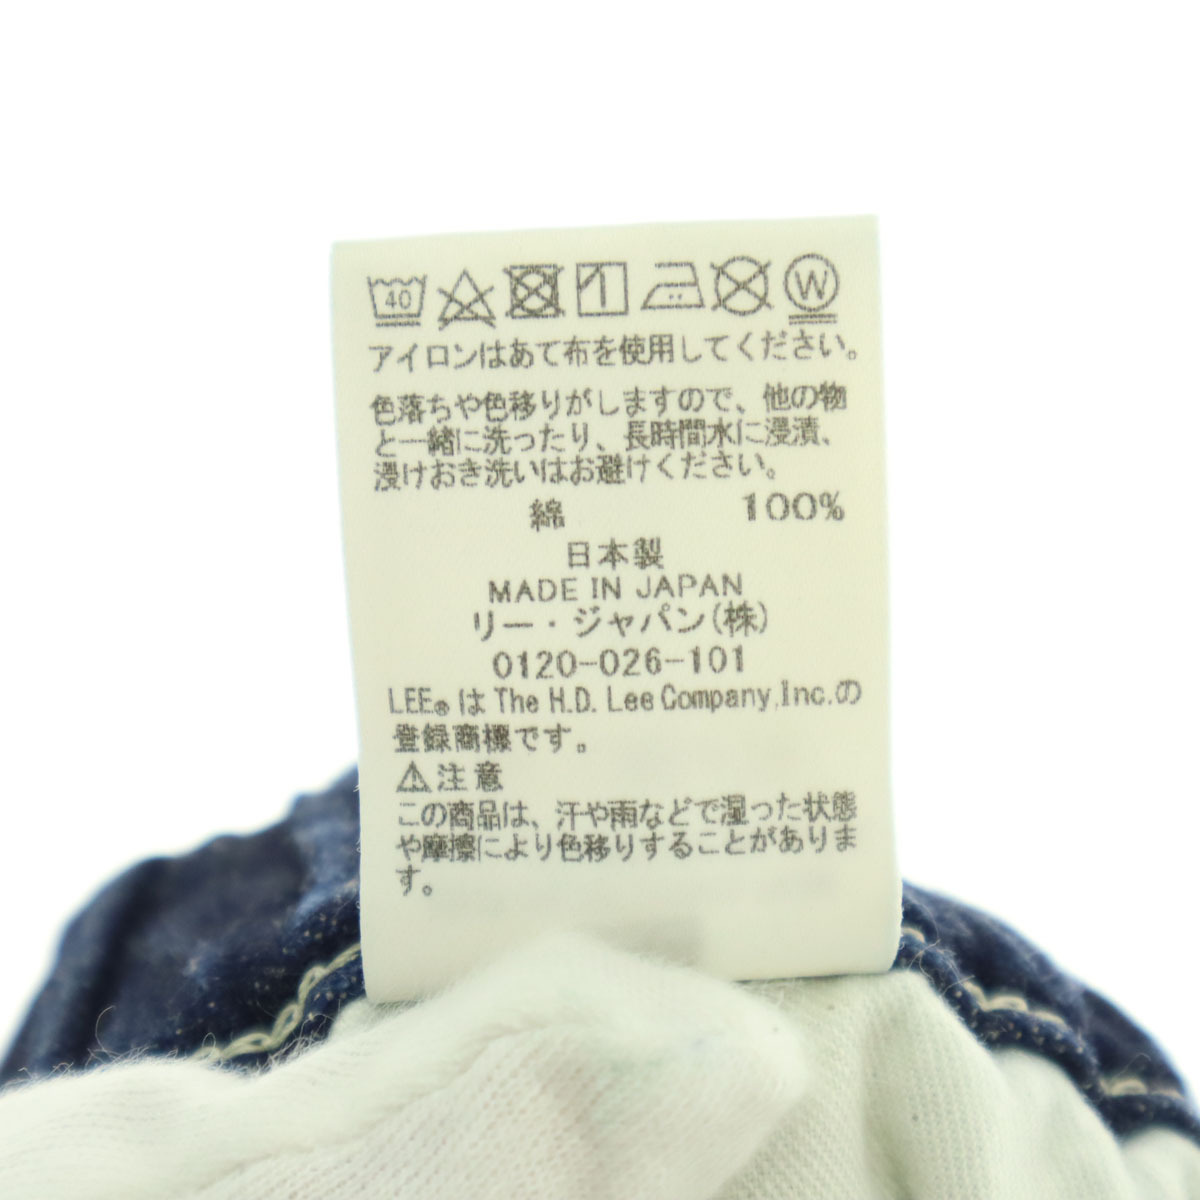 40 W
アイロンはあて布を使用してください。
色落ちや色移りがしますので、他の物
と一緒に洗ったり、長時間水に浸漬、
浸けおき洗いはお避けください。
綿 100%
日本製
MADE IN JAPAN
リー・ジャパン(株)
0120-026-101
LEE®はThe H.D. Lee Company,Inc.の
登録商標です。
⚠注意
この商品は、汗や雨などで湿った状態
や摩擦により色移りすることがありま
す。